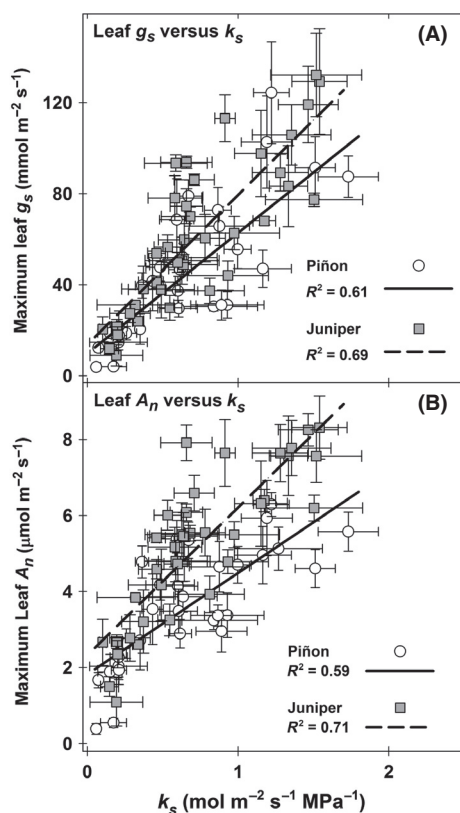 Leaf gs versus ks (A)
Maximum leaf gs (mmol m−2 s−1)
120
80
40
0
Piñon
R2 = 0.61
Juniper
R2 = 0.69
Leaf An versus ks (B)
Maximum Leaf An (µmol m−2 s−1)
8
6
4
2
0
Piñon
R2 = 0.59
Juniper
R2 = 0.71
0 1 2
ks (mol m−2 s−1 MPa−1)